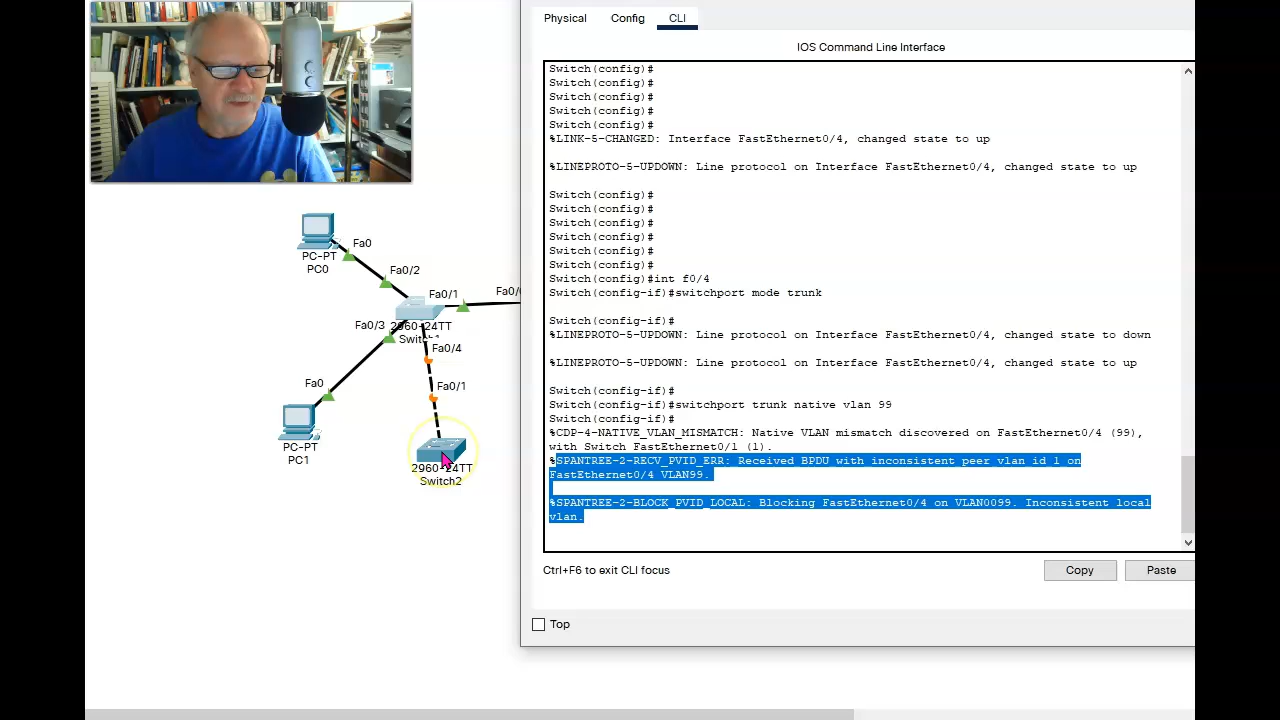 Physical
Config
CLI
IOS Command Line Interface
Switch(config)#
Switch(config)#
Switch(config)#
Switch(config)#
Switch(config)#
%LINK-5-CHANGED: Interface FastEthernet0/4, changed state to up
%LINEPROTO-5-UPDOWN: Line protocol on Interface FastEthernet0/4, changed state to up
Switch(config)#
Switch(config)#
Switch(config)#
Switch(config)#
Switch(config)#
Switch(config)#
Switch(config)#int f0/4
Switch(config-if)#switchport mode trunk
Switch(config-if)#
%LINEPROTO-5-UPDOWN: Line protocol on Interface FastEthernet0/4, changed state to down
%LINEPROTO-5-UPDOWN: Line protocol on Interface FastEthernet0/4, changed state to up
Switch(config-if)#
Switch(config-if)#switchport trunk native vlan 99
Switch(config-if)#
%CDP-4-NATIVE_VLAN_MISMATCH: Native VLAN mismatch discovered on FastEthernet0/4 (99),
with Switch FastEthernet0/1 (1).
%SPANTREE-2-RECV_PVID_ERR: Received BPDU with inconsistent peer vlan id 1 on
FastEthernet0/4 VLAN99.
%SPANTREE-2-BLOCK_PVID_LOCAL: Blocking FastEthernet0/4 on VLAN0099. Inconsistent local
vlan.
Ctrl+F6 to exit CLI focus
Copy
Paste
Top
Fa0
PC-PT
PC0
Fa0/2
Fa0/1
Fa0/3
2960-24TT
Fa0/4
Fa0/1
Fa0
PC-PT
PC1
2960-24TT
Switch2